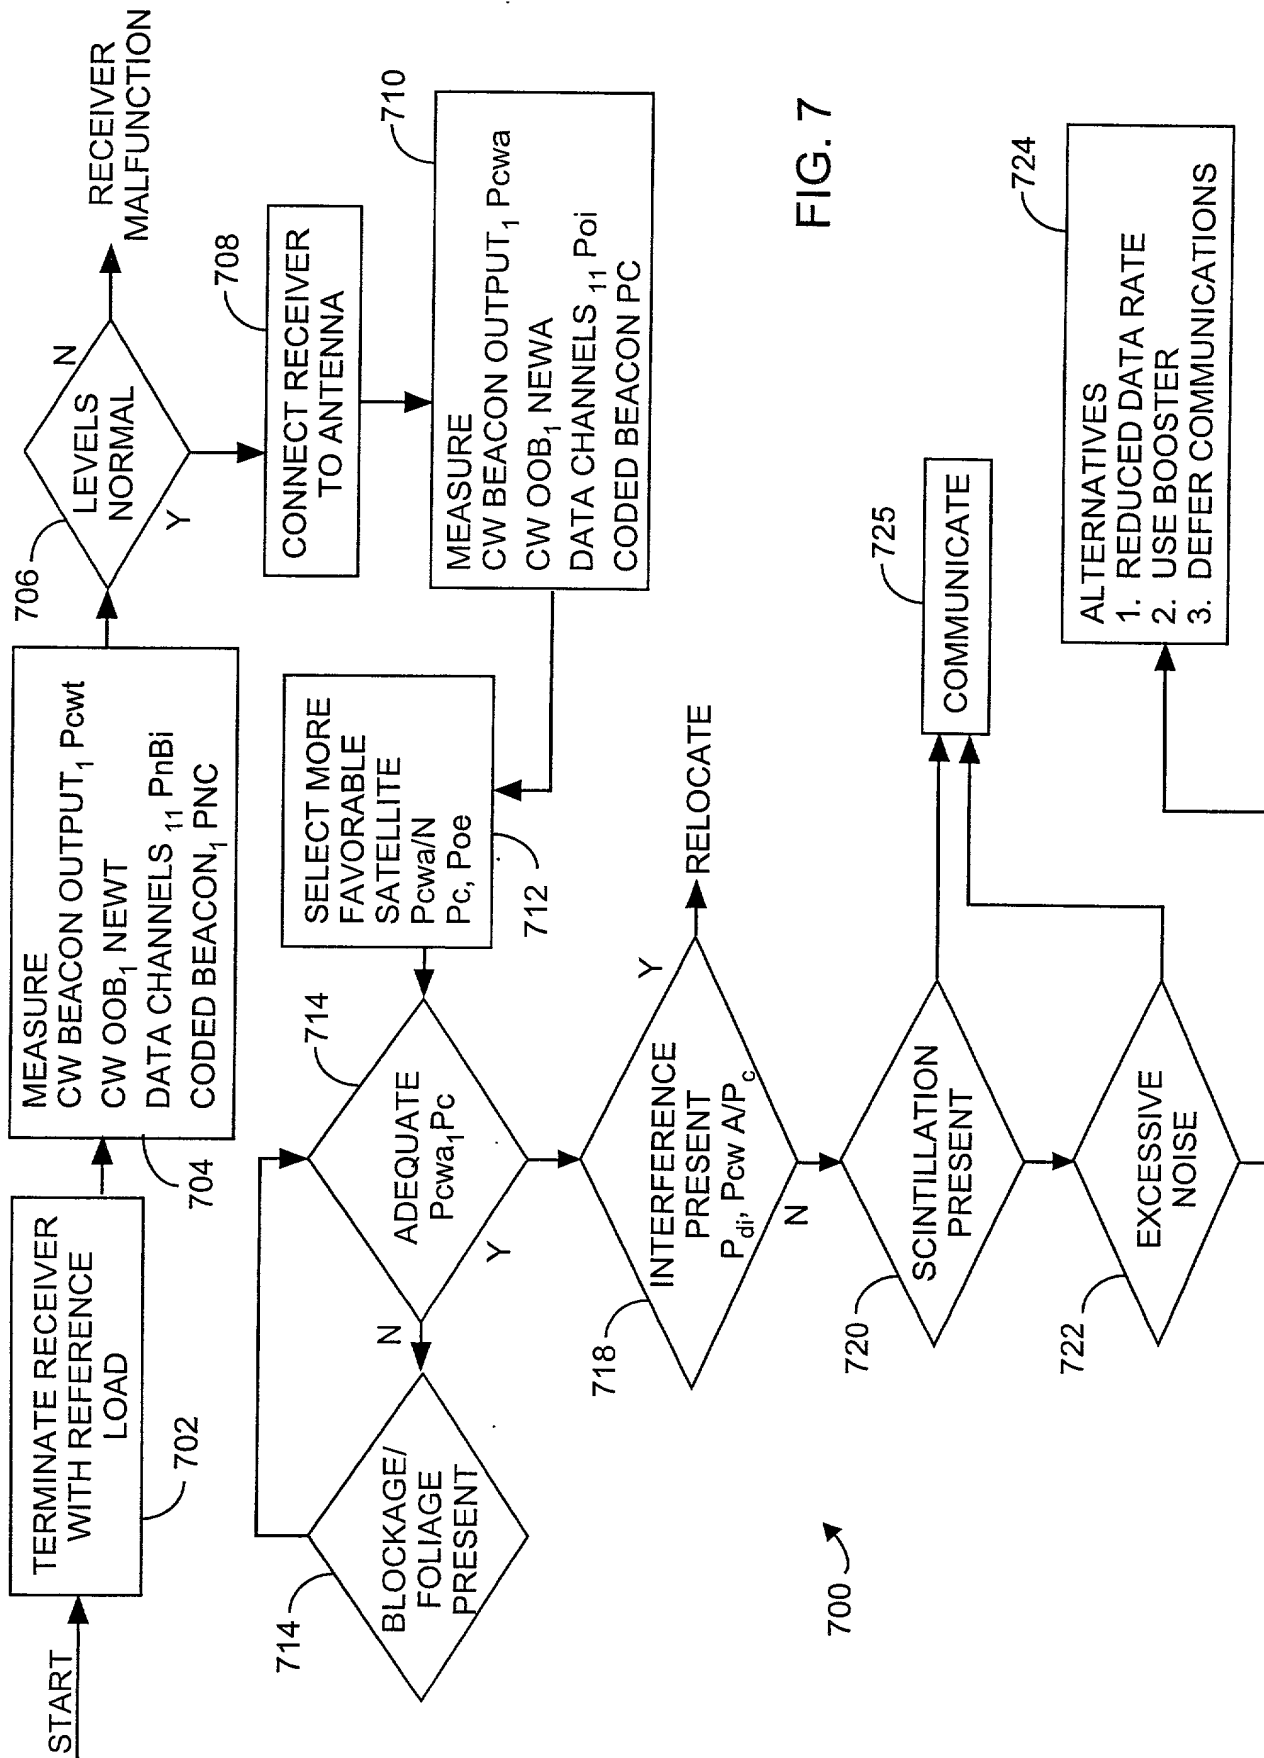 START
TERMINATE RECEIVER
WITH REFERENCE
LOAD
702
MEASURE
CW BEACON OUTPUT₁ Pcwt
CW OOB₁ NEWT
DATA CHANNELS ₁₁ PnBi
CODED BEACON₁ PNC
704
LEVELS
NORMAL
706
N
Y
RECEIVER
MALFUNCTION
CONNECT RECEIVER
TO ANTENNA
708
MEASURE
CW BEACON OUTPUT₁ Pcwa
CW OOB₁ NEWA
DATA CHANNELS ₁₁ Poi
CODED BEACON PC
710
SELECT MORE
FAVORABLE
SATELLITE
Pcwa/N
Pc, Poe
712
ADEQUATE
Pcwa₁Pc
714
N
Y
BLOCKAGE/
FOLIAGE
PRESENT
714
INTERFERENCE
PRESENT
Pdi, Pcw A/Pc
718
Y
N
RELOCATE
SCINTILLATION
PRESENT
720
COMMUNICATE
725
EXCESSIVE
NOISE
722
ALTERNATIVES
1. REDUCED DATA RATE
2. USE BOOSTER
3. DEFER COMMUNICATIONS
724
700
FIG. 7